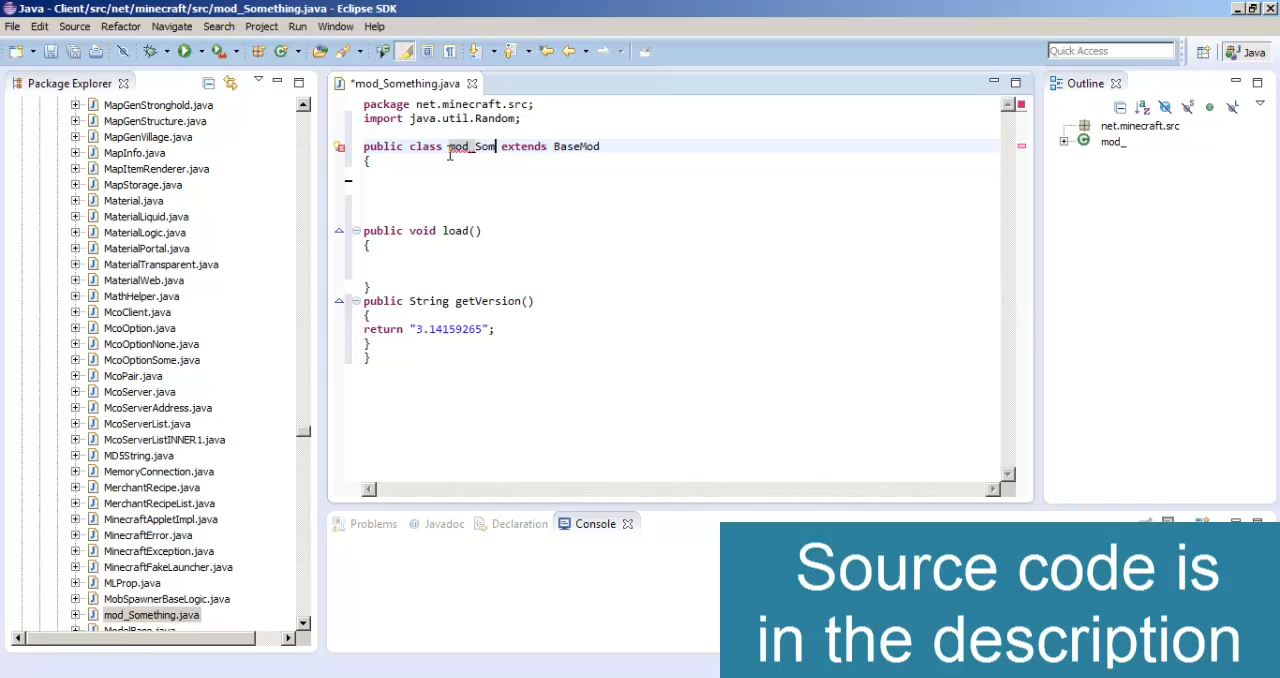 Java - Client/src/net/minecraft/src/mod_Something.java - Eclipse SDK
File Edit Source Refactor Navigate Search Project Run Window Help
Quick Access
Java
Package Explorer
*mod_Something.java
Outline
MapGenStronghold.java
MapGenStructure.java
MapGenVillage.java
MapInfo.java
MapItemRenderer.java
MapStorage.java
Material.java
MaterialLiquid.java
MaterialLogic.java
MaterialPortal.java
MaterialTransparent.java
MaterialWeb.java
MathHelper.java
McoClient.java
McoOption.java
McoOptionNone.java
McoOptionSome.java
McoPair.java
McoServer.java
McoServerAddress.java
McoServerList.java
McoServerListINNER1.java
MD5String.java
MemoryConnection.java
MerchantRecipe.java
MerchantRecipeList.java
MinecraftAppletImpl.java
MinecraftError.java
MinecraftException.java
MinecraftFakeLauncher.java
MLProp.java
MobSpawnerBaseLogic.java
mod_Something.java
ModelBase.java
package net.minecraft.src;
import java.util.Random;
public class mod_Som extends BaseMod
{
public void load()
{
}
public String getVersion()
{
return "3.14159265";
}
}
net.minecraft.src
mod_
Problems @ Javadoc Declaration Console
Source code is
in the description